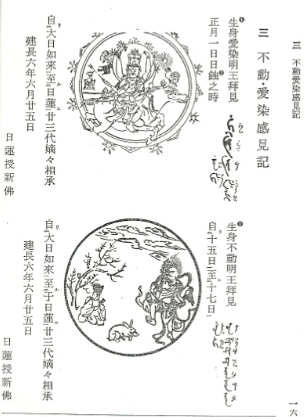 三 不動愛染感見記
三 不動・愛染感見記
生身愛染明王拜見
正月一日日蝕之時
自大日如來至日蓮廿三代嫡々相承
建長六年六月廿五日
日蓮授新佛
生身不動明王拜見
自十五日至十七日
自大日如來至于日蓮廿三代嫡々相承
建長六年六月廿五日
日蓮授新佛
一六